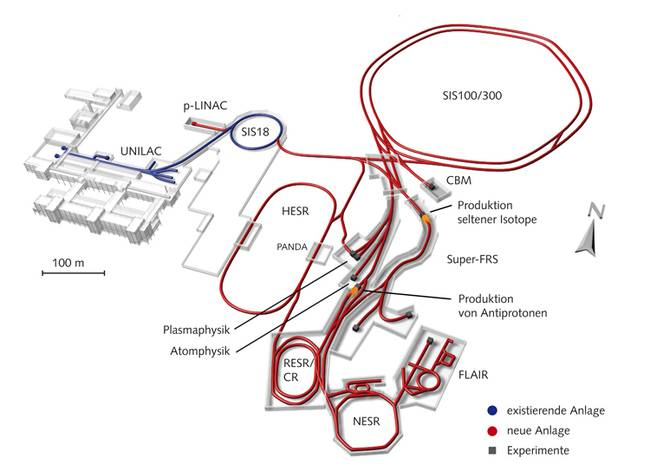 SIS100/300
p-LINAC
SIS18
UNILAC
CBM
HESR
Produktion
seltener Isotope
N
PANDA
Super-FRS
100 m
Produktion
von Antiprotonen
Plasmaphysik
Atomphysik
RESR/
CR
FLAIR
NESR
existierende Anlage
neue Anlage
Experimente